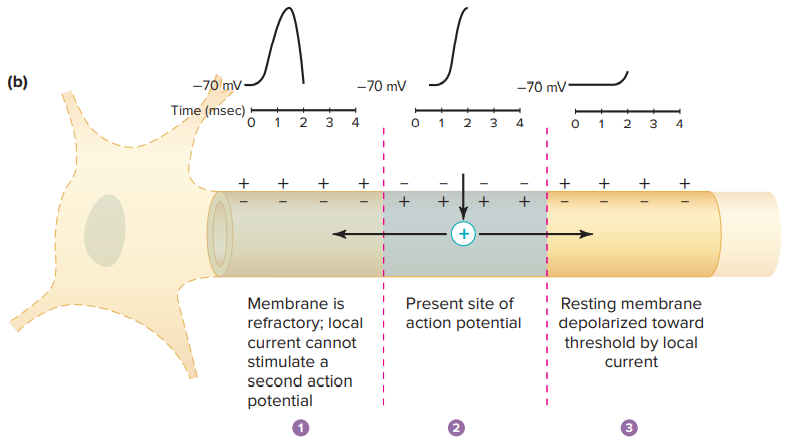 (b)
–70 mV
–70 mV
–70 mV
Time (msec)
0 1 2 3 4
0 1 2 3 4
0 1 2 3 4
+ + + + – – – – + + + +
– – – – + + + + – – – –
+
Membrane is
refractory; local
current cannot
stimulate a
second action
potential
1
Present site of
action potential
2
Resting membrane
depolarized toward
threshold by local
current
3